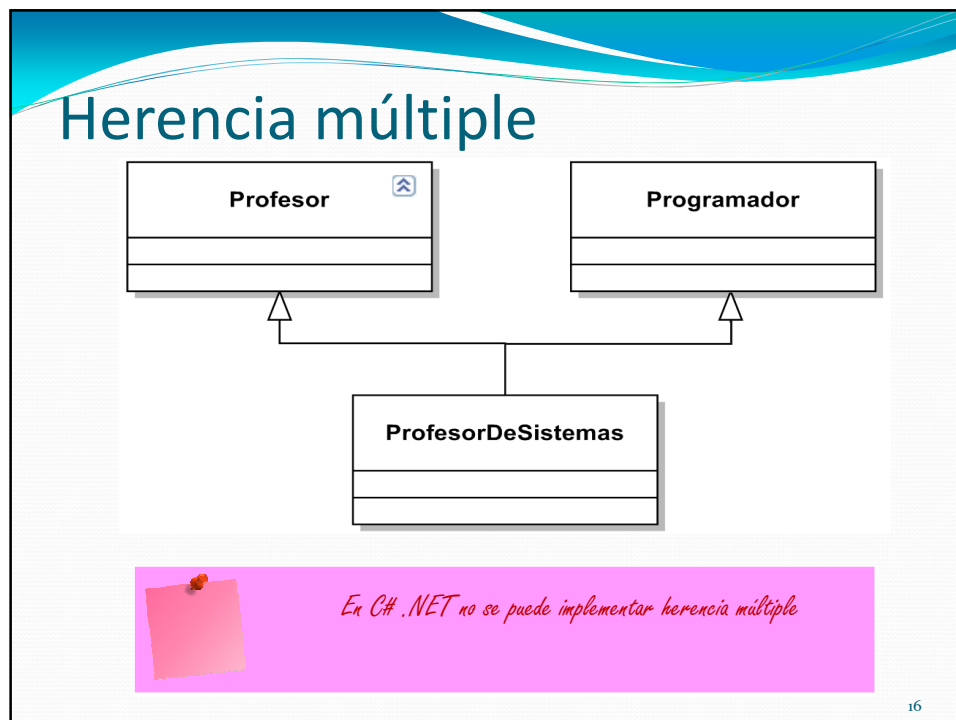 Herencia múltiple
Profesor
Programador
ProfesorDeSistemas
En C# .NET no se puede implementar herencia múltiple
16